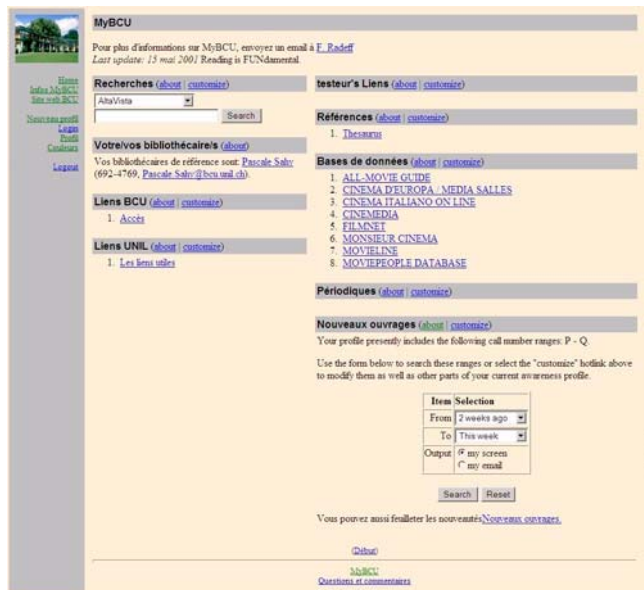 MyBCU
Pour plus d'informations sur MyBCU, envoyez un email à F. Radeff
Last update: 15 mai 2001 Reading is FUNdamental.
Home
Infos MyBCU
Site web BCU
Nouveau profil
Login
Profil
Couleurs
Logout
Recherches (about | customize)
AltaVista
Search
Votre/vos bibliothécaire/s (about)
Vos bibliothécaires de référence sont: Pascale Sahy
(692-4769, Pascale.Sahy@bcu.unil.ch).
Liens BCU (about | customize)
1. Accès
Liens UNIL (about | customize)
1. Les liens utiles
testeur's Liens (about | customize)
Références (about | customize)
1. Thesaurus
Bases de données (about | customize)
1. ALL-MOVIE GUIDE
2. CINEMA D'EUROPA / MEDIA SALLES
3. CINEMA ITALIANO ON LINE
4. CINEMEDIA
5. FILMNET
6. MONSIEUR CINEMA
7. MOVIELINE
8. MOVIEPEOPLE DATABASE
Périodiques (about | customize)
Nouveaux ouvrages (about | customize)
Your profile presently includes the following call number ranges: P - Q.
Use the form below to search these ranges or select the "customize" hotlink above
to modify them as well as other parts of your current awareness profile.
Item Selection
From 2 weeks ago
To This week
Output my screen
my email
Search Reset
Vous pouvez aussi feuilleter les nouveautésNouveaux ouvrages.
(Début)
MyBCU
Questions et commentaires